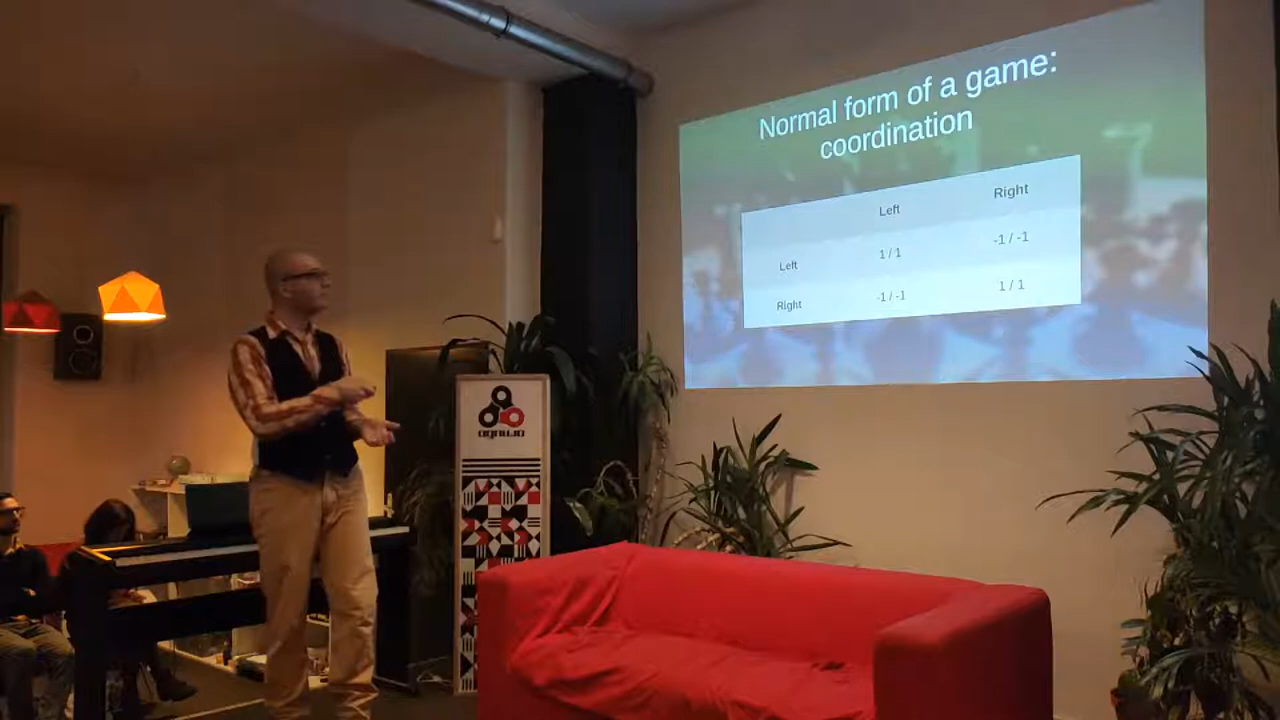 Normal form of a game:
coordination
Left Right
Left 1 / 1 -1 / -1
Right -1 / -1 1 / 1